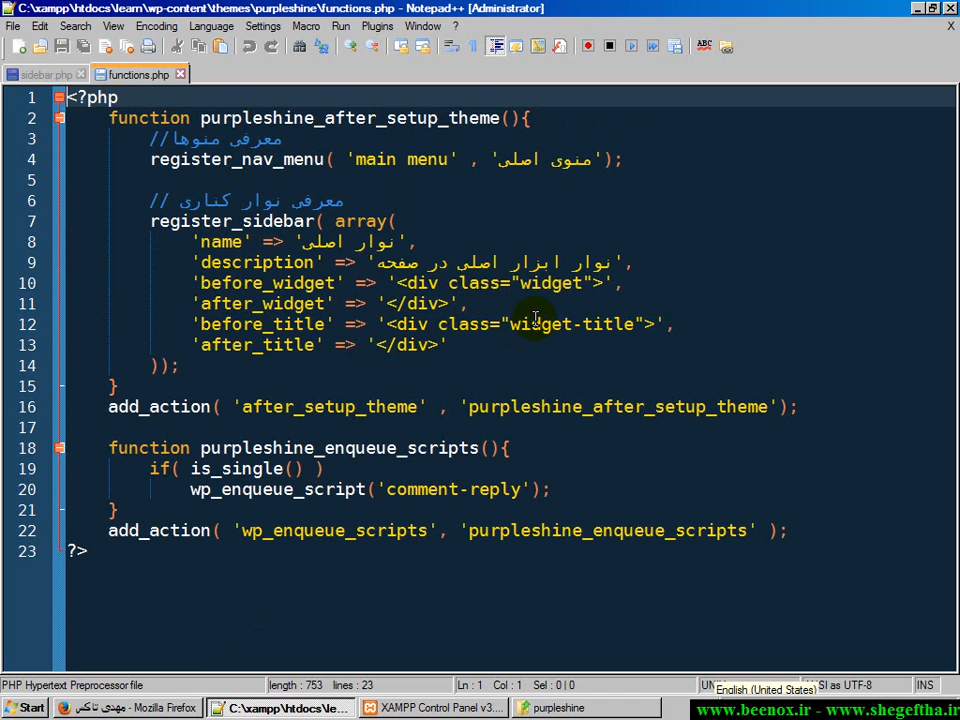 C:\xampp\htdocs\learn\wp-content\themes\purpleshine\functions.php - Notepad++ [Administrator]
File Edit Search View Encoding Language Settings Macro Run Plugins Window ? X
sidebar.php functions.php
1 <?php
2 function purpleshine_after_setup_theme(){
3 //معرفی منوها
4 register_nav_menu( 'main menu' , 'منوی اصلی');
5
6 // معرفی نوار کناری
7 register_sidebar( array(
8 'name' => 'نوار اصلی',
9 'description' => 'نوار ابزار اصلی در صفحه',
10 'before_widget' => '<div class="widget">',
11 'after_widget' => '</div>',
12 'before_title' => '<div class="widget-title">',
13 'after_title' => '</div>'
14 ));
15 }
16 add_action( 'after_setup_theme' , 'purpleshine_after_setup_theme');
17
18 function purpleshine_enqueue_scripts(){
19 if( is_single() )
20 wp_enqueue_script('comment-reply');
21 }
22 add_action( 'wp_enqueue_scripts', 'purpleshine_enqueue_scripts' );
23 ?>
PHP Hypertext Preprocessor file length : 753 lines : 23 Ln : 1 Col : 1 Sel : 0 | 0 ANSI as UTF-8 INS
English (United States)
Start مهدی تاکس - Mozilla Firefox C:\xampp\htdocs\le... XAMPP Control Panel v3.... purpleshine
www.beenox.ir - www.shegeftha.ir